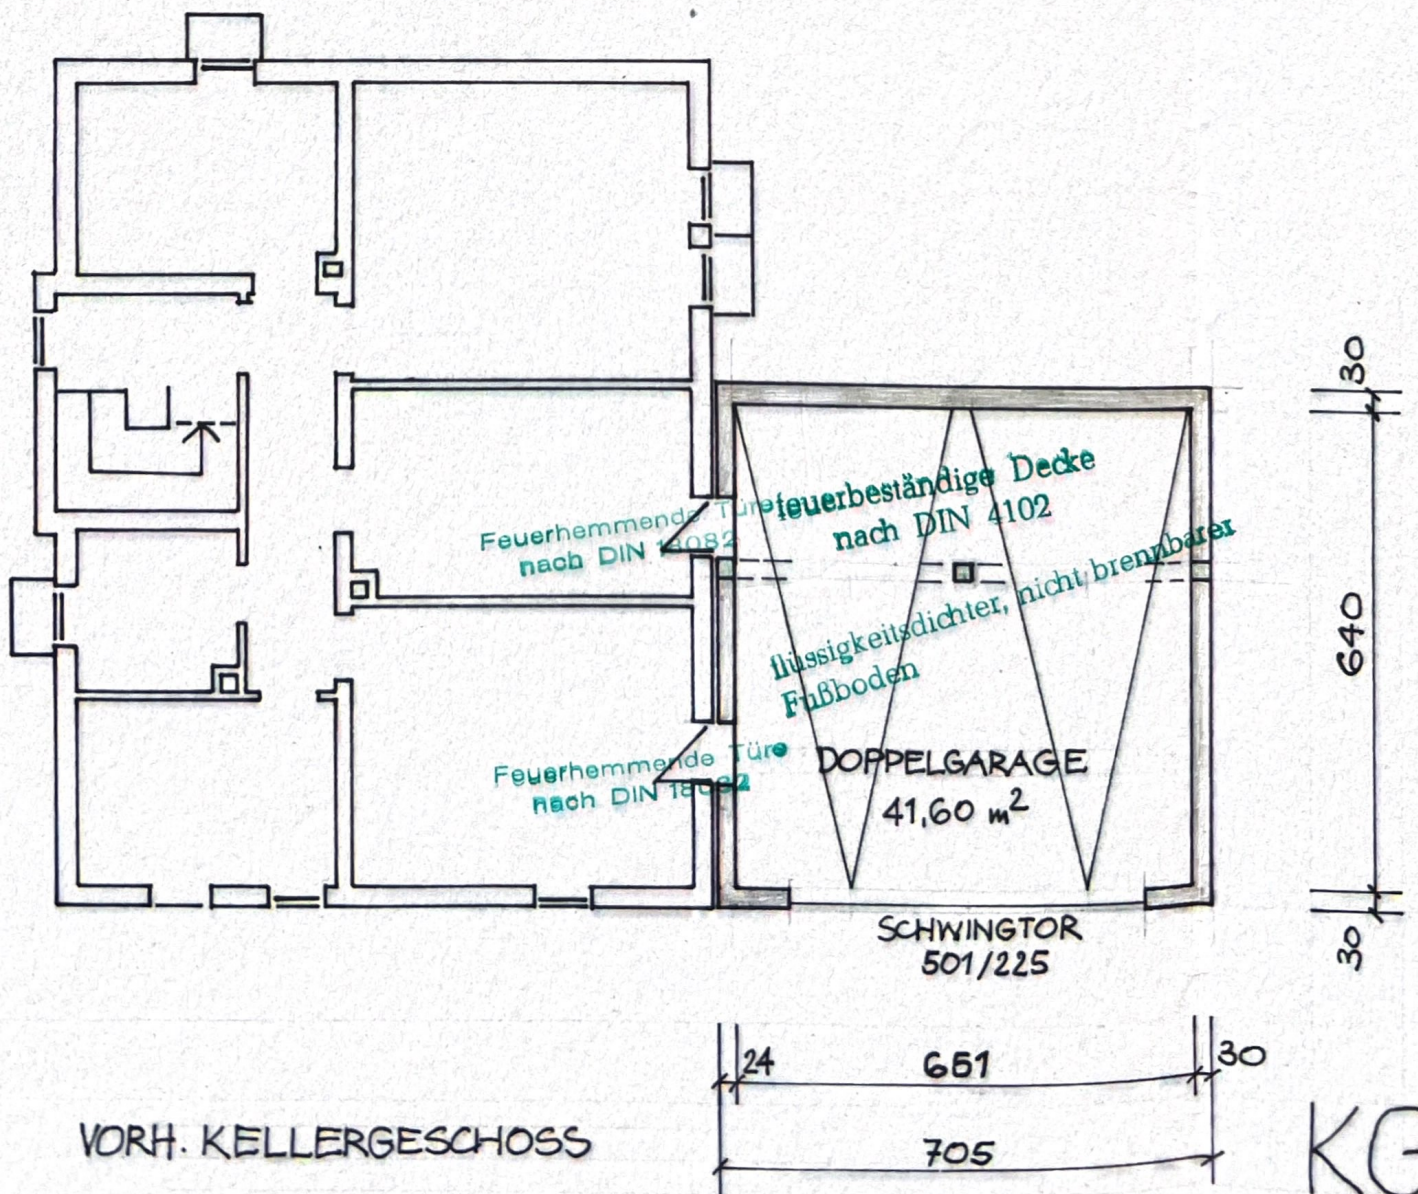 30
Feuerhemmende Türe
nach DIN 18082
feuerbeständige Decke
nach DIN 4102
flüssigkeitsdichter, nicht brennbarer
Fußboden
640
Feuerhemmende Türe
nach DIN 18082
DOPPELGARAGE
41,60 m²
SCHWINGTOR
501/225
30
24
651
30
705
VORH. KELLERGESCHOSS
KG